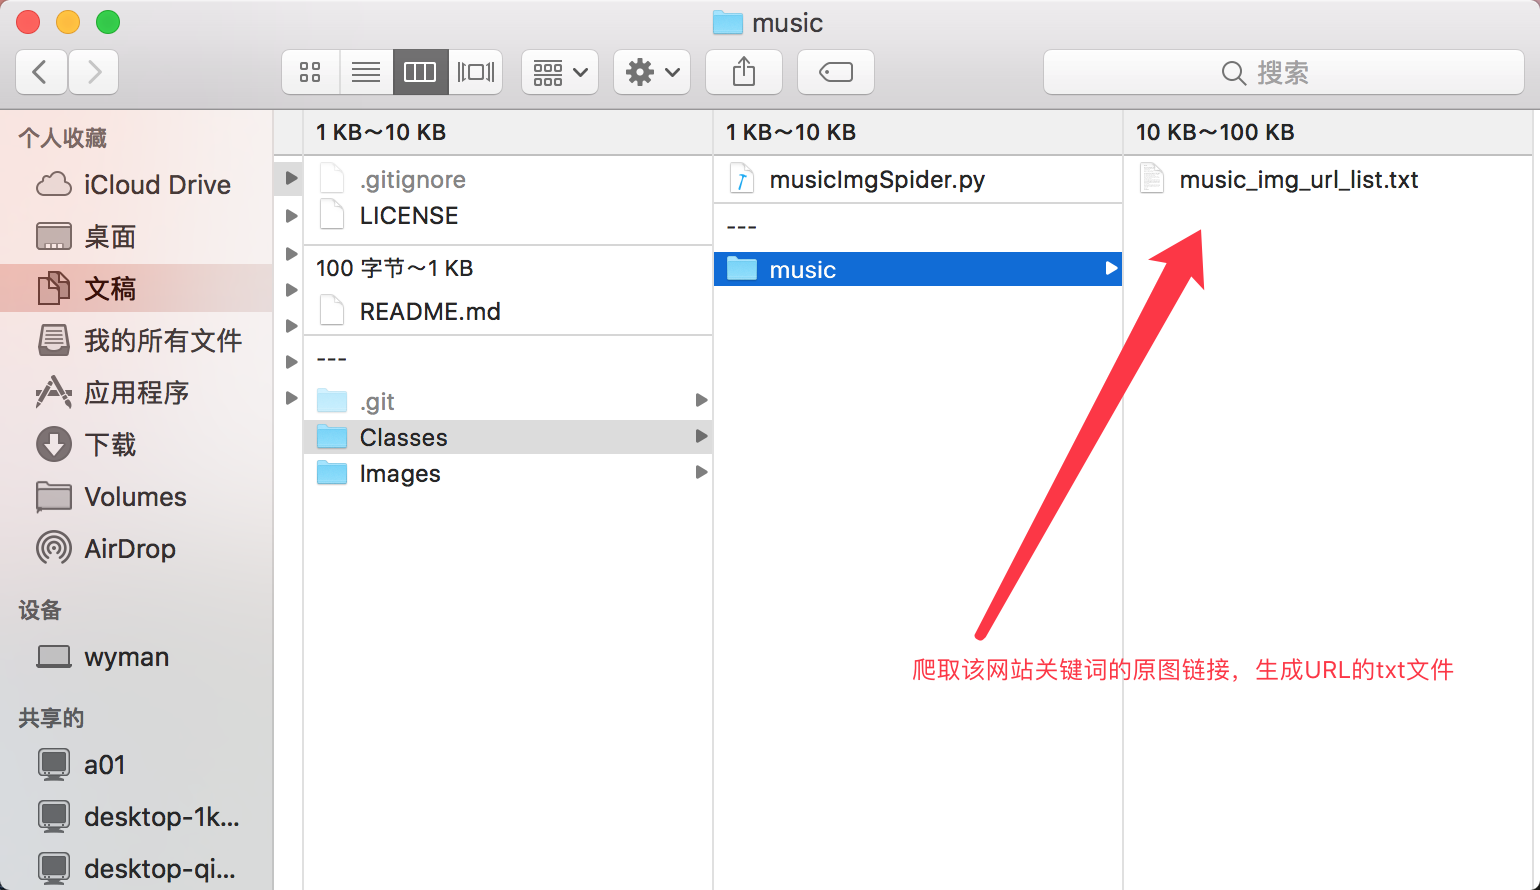 music
搜索
个人收藏
iCloud Drive
桌面
文稿
我的所有文件
应用程序
下载
Volumes
AirDrop
设备
wyman
共享的
a01
desktop-1k...
desktop-qi...
1 KB～10 KB
.gitignore
LICENSE
100 字节～1 KB
README.md
---
.git
Classes
Images
1 KB～10 KB
musicImgSpider.py
---
music
10 KB～100 KB
music_img_url_list.txt
爬取该网站关键词的原图链接，生成URL的txt文件